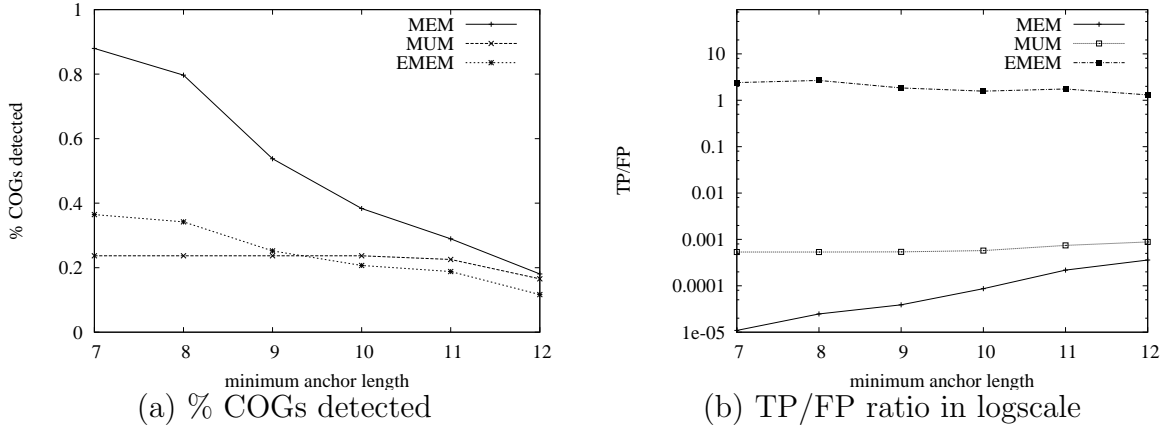 1
0.8
0.6
0.4
0.2
0
7
8
9
10
11
12
% COGs detected
minimum anchor length
MEM
MUM
EMEM
(a) % COGs detected
10
1
0.1
0.01
0.001
0.0001
1e-05
7
8
9
10
11
12
TP/FP
minimum anchor length
MEM
MUM
EMEM
(b) TP/FP ratio in logscale